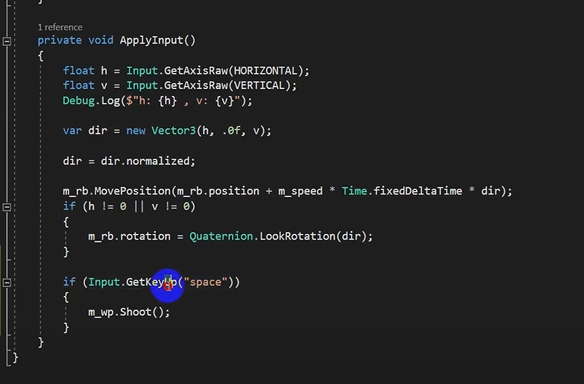 1 reference
private void ApplyInput()
{
float h = Input.GetAxisRaw(HORIZONTAL);
float v = Input.GetAxisRaw(VERTICAL);
Debug.Log($"h: {h} , v: {v}");
var dir = new Vector3(h, .0f, v);
dir = dir.normalized;
m_rb.MovePosition(m_rb.position + m_speed * Time.fixedDeltaTime * dir);
if (h != 0 || v != 0)
{
m_rb.rotation = Quaternion.LookRotation(dir);
}
if (Input.GetKeyUp("space"))
{
m_wp.Shoot();
}
}
}